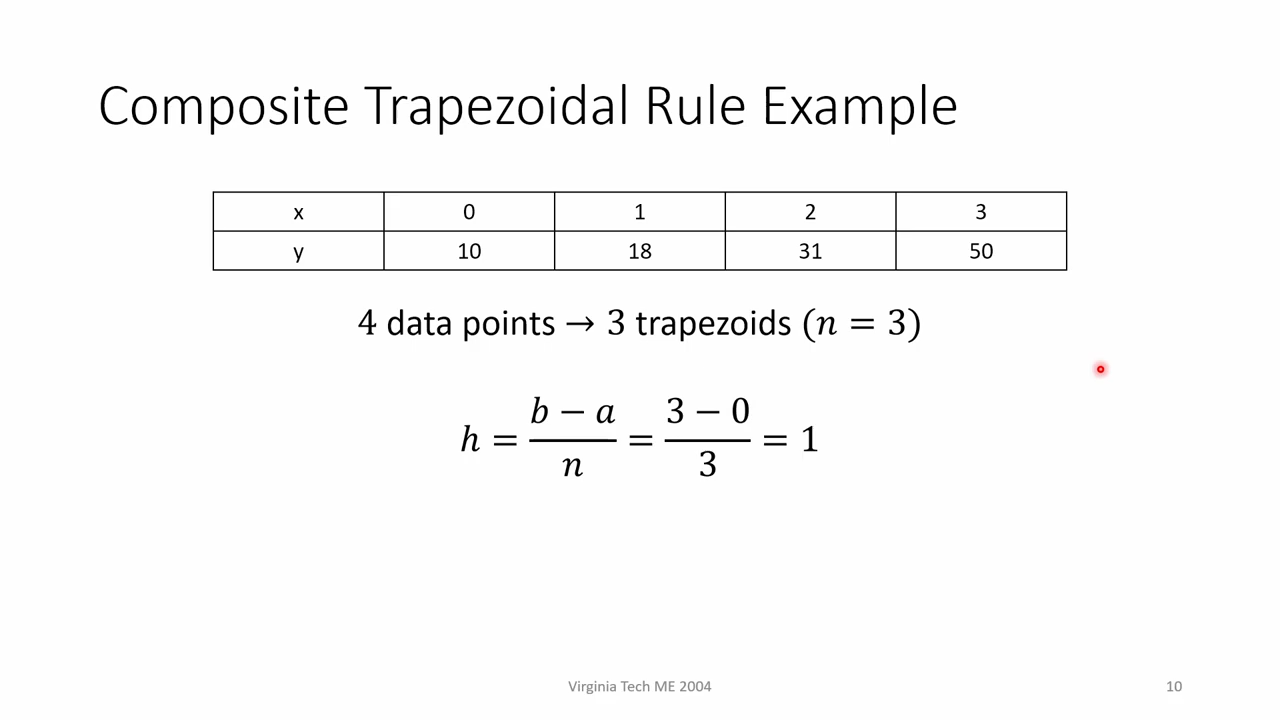 Composite Trapezoidal Rule Example
x 0 1 2 3
y 10 18 31 50
4 data points → 3 trapezoids (n = 3)
h = (b − a)/n = (3 − 0)/3 = 1
Virginia Tech ME 2004
10